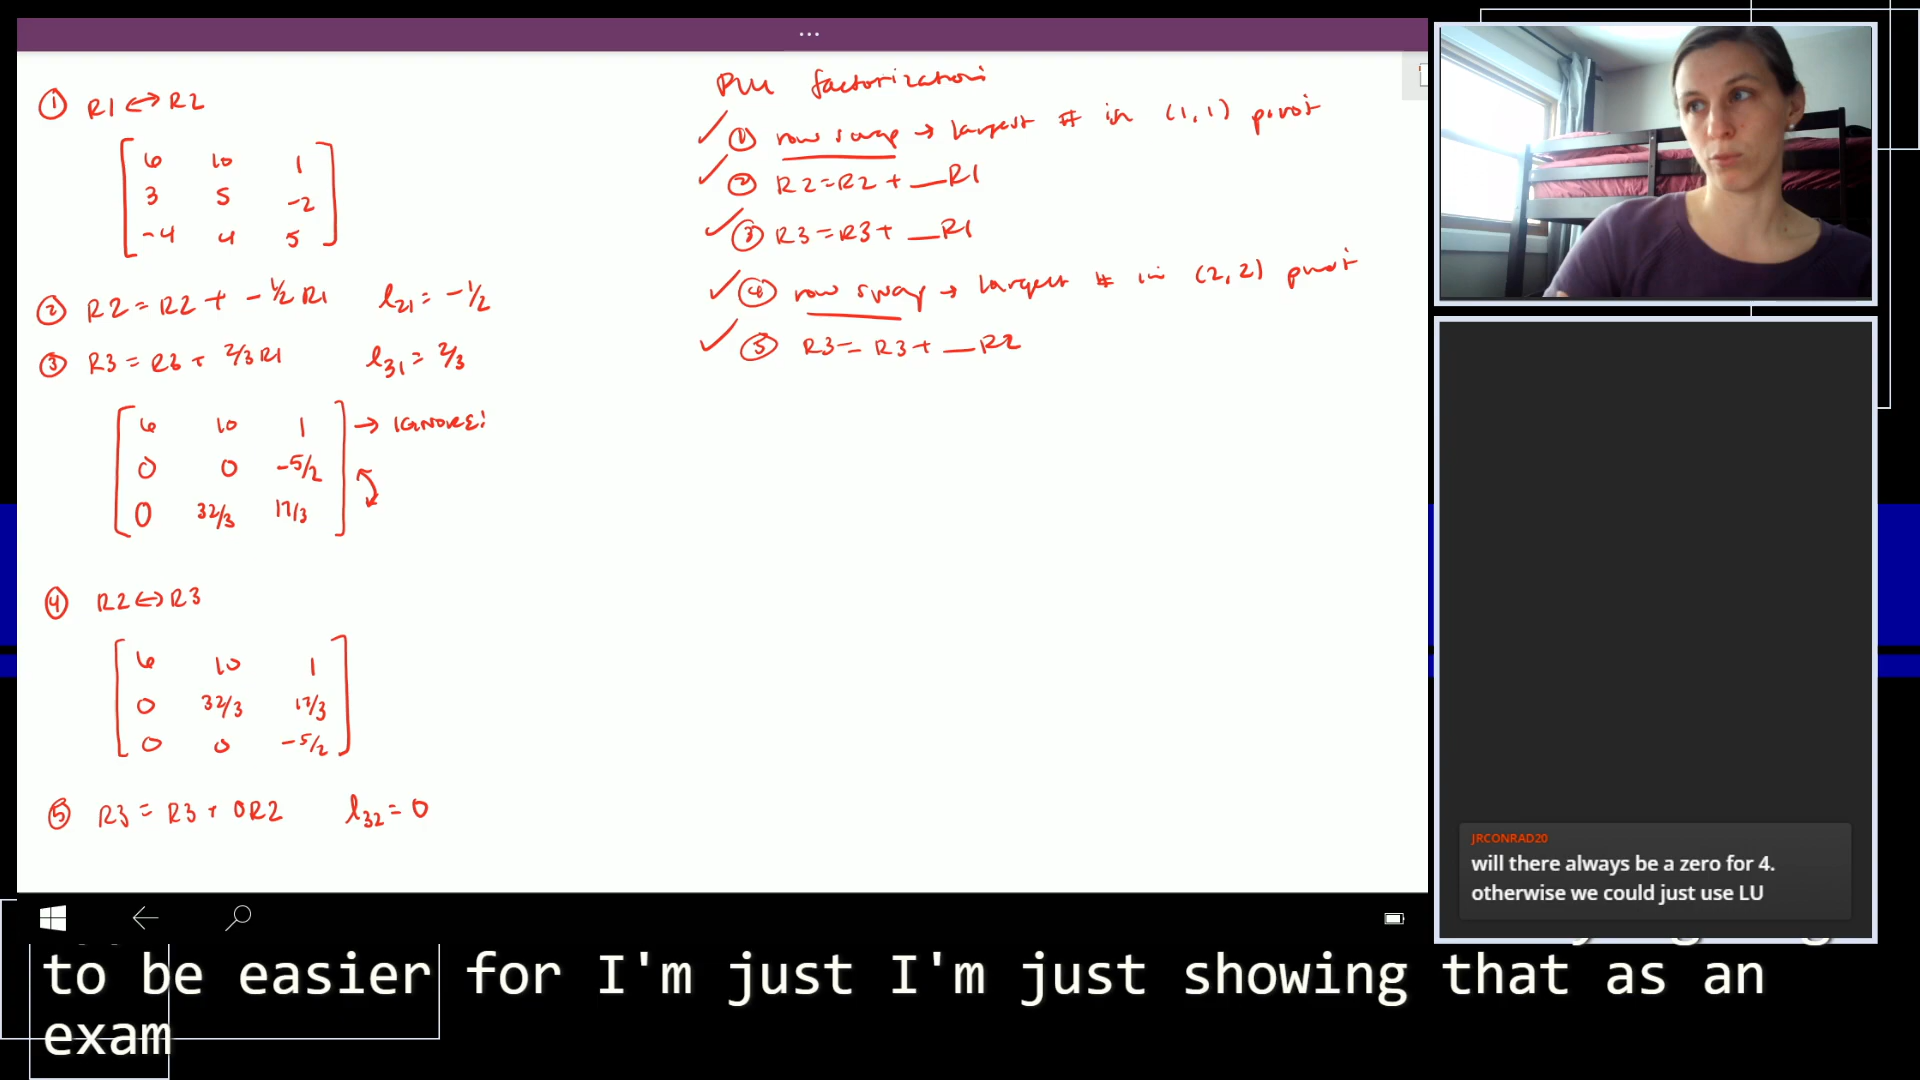 ...
① R1 ↔ R2
6 10 1
3 5 -2
-4 4 5
② R2 = R2 + -1/2 R1 l21 = -1/2
③ R3 = R3 + 2/3 R1 l31 = 2/3
6 10 1 → IGNORE!
0 0 -5/2
0 32/3 17/3
④ R2 ↔ R3
6 10 1
0 32/3 17/3
0 0 -5/2
⑤ R3 = R3 + 0R2 l32 = 0
PLU factorization
✓ ① row swap → largest # in (1,1) pivot
✓ ② R2 = R2 + __R1
✓ ③ R3 = R3 + __R1
✓ ④ row swap → largest # in (2,2) pivot
✓ ⑤ R3 = R3 + __R2
JRCONRAD20
will there always be a zero for 4.
otherwise we could just use LU
to be easier for I'm just I'm just showing that as an
exam